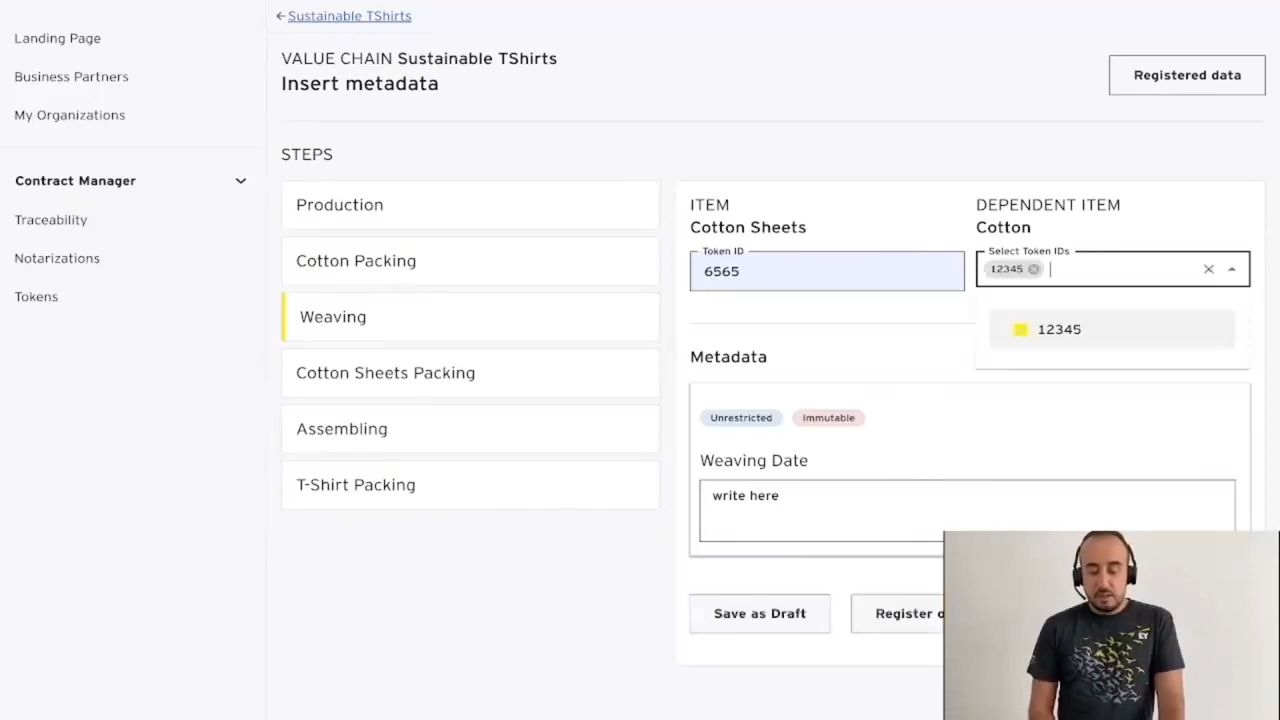 Sustainable TShirts
Landing Page
Business Partners
My Organizations
Contract Manager
Traceability
Notarizations
Tokens
VALUE CHAIN Sustainable TShirts
Insert metadata
Registered data
STEPS
Production
Cotton Packing
Weaving
Cotton Sheets Packing
Assembling
T-Shirt Packing
ITEM
Cotton Sheets
Token ID
6565
DEPENDENT ITEM
Cotton
Select Token IDs
12345
12345
Metadata
Unrestricted
Immutable
Weaving Date
write here
Save as Draft
Register o
EY